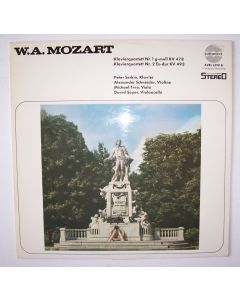 W.A. MOZART
Klavierquartett Nr. 1 g-moll KV 478
Klavierquartett Nr. 2 Es-dur KV 493
STEREO
Peter Serkin, Klavier
Alexander Schneider, Violine
Michael Tree, Viola
David Soyer, Violoncello